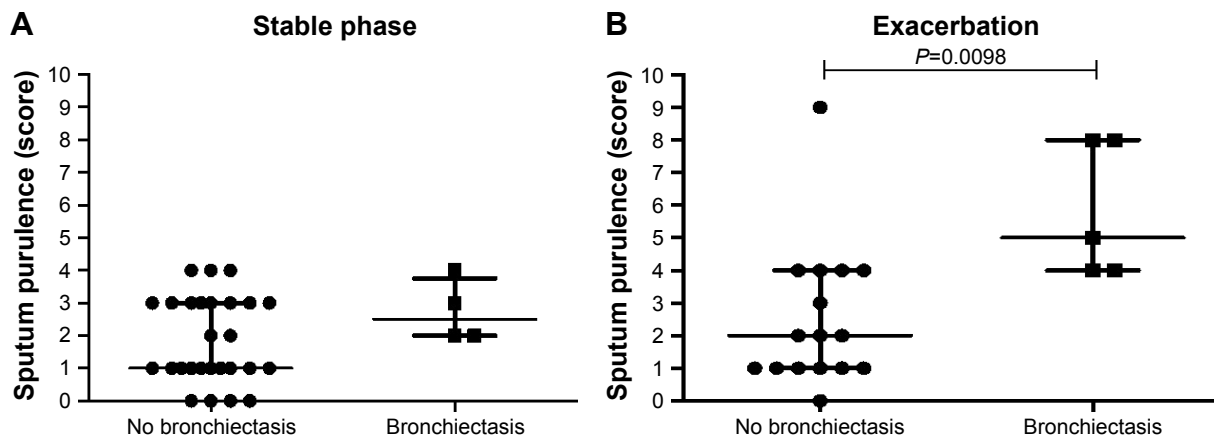 A
Stable phase
Sputum purulence (score)
10
9
8
7
6
5
4
3
2
1
0
No bronchiectasis
Bronchiectasis
B
Exacerbation
P=0.0098
Sputum purulence (score)
10
9
8
7
6
5
4
3
2
1
0
No bronchiectasis
Bronchiectasis